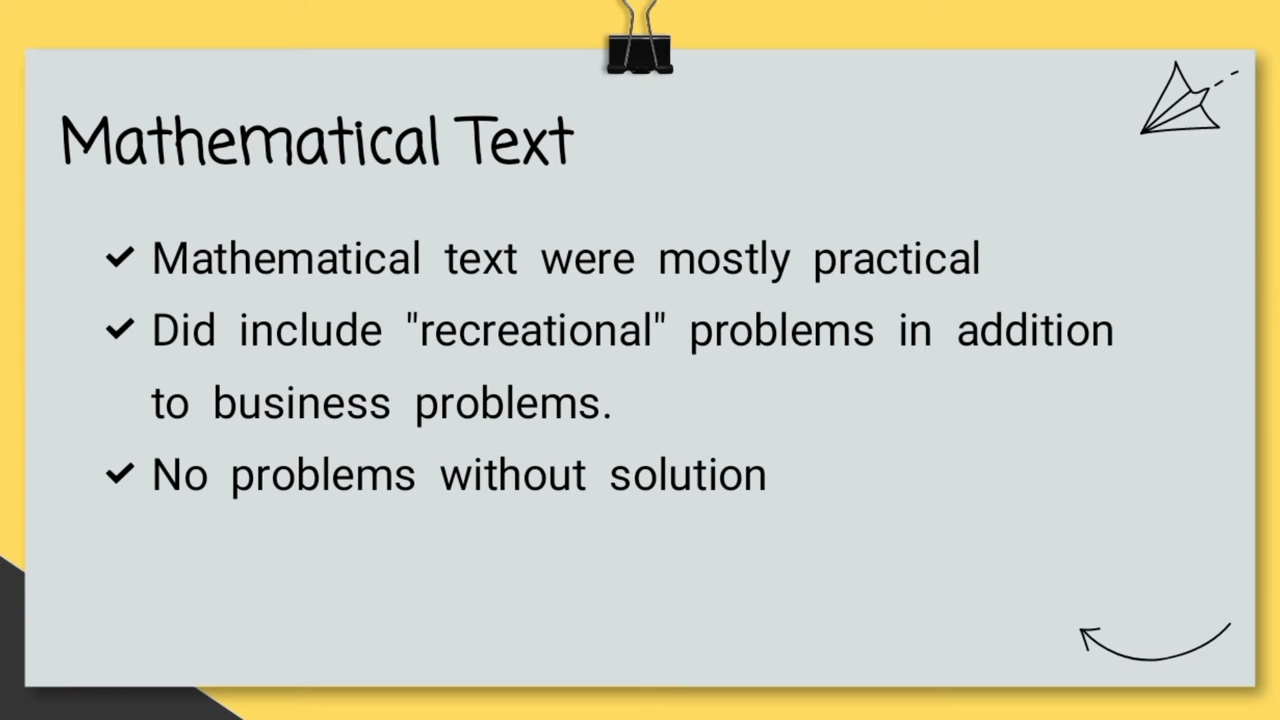 Mathematical Text
Mathematical text were mostly practical
Did include "recreational" problems in addition
to business problems.
No problems without solution